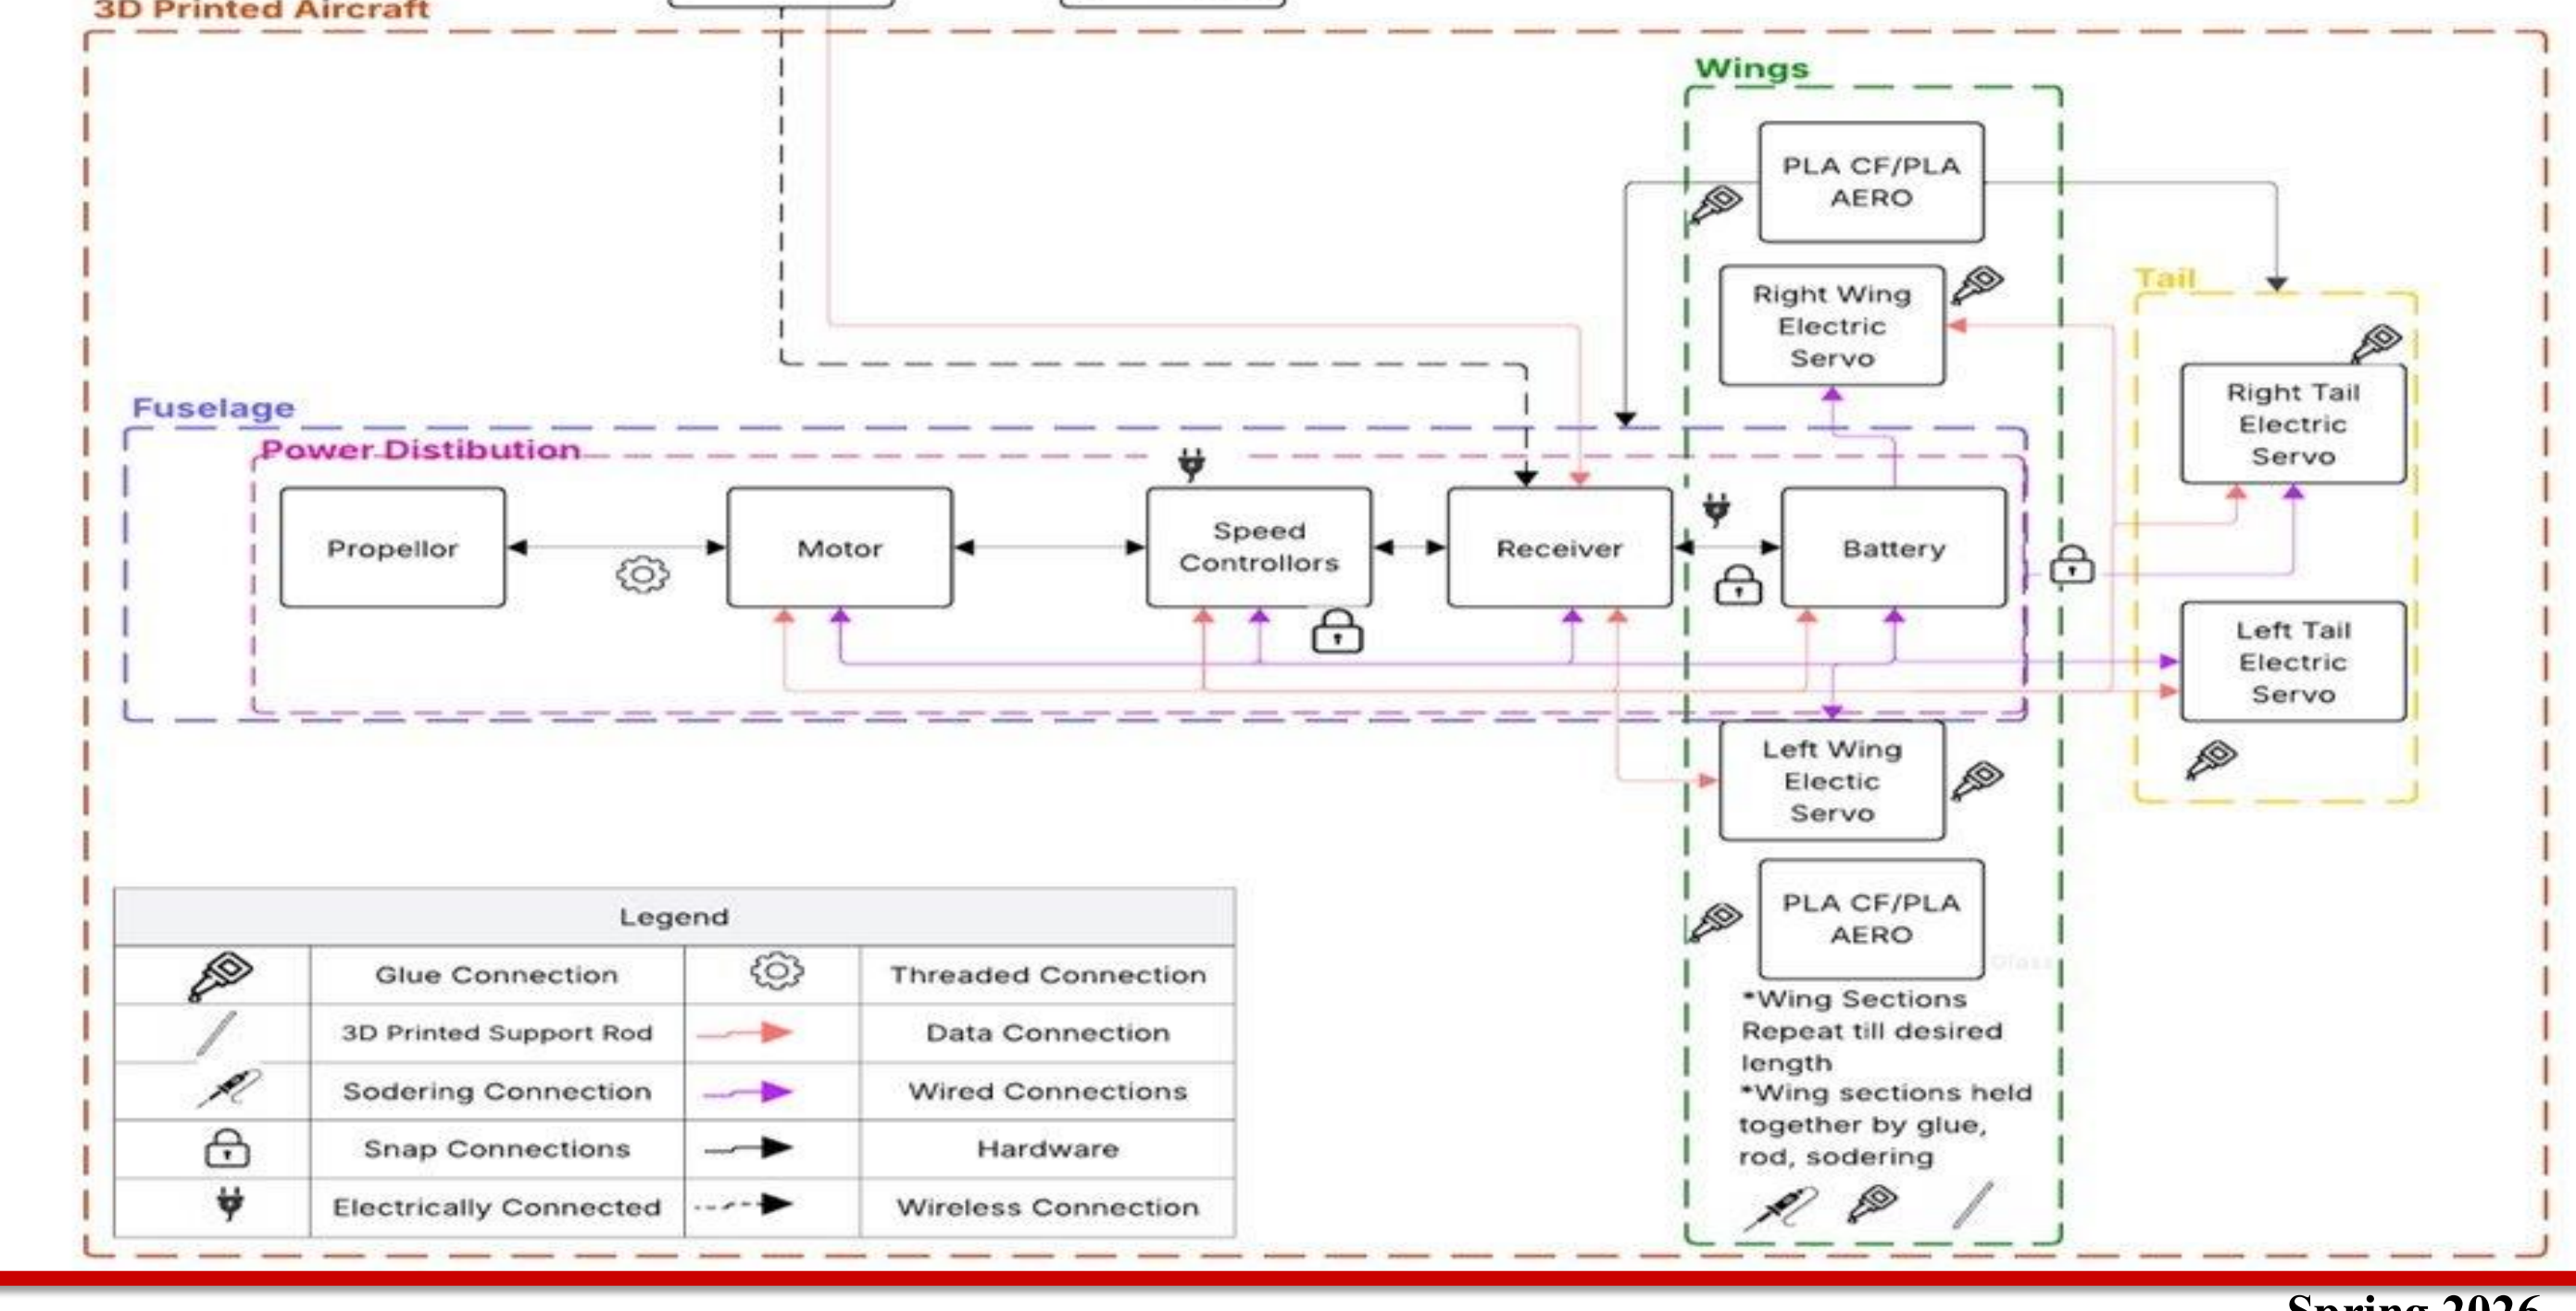 3D Printed Aircraft
Wings
PLA CF/PLA
AERO
Right Wing
Electric
Servo
Tail
Right Tail
Electric
Servo
Fuselage
Power Distibution
Propellor
Motor
Speed
Controllors
Receiver
Battery
Left Tail
Electric
Servo
Left Wing
Electic
Servo
PLA CF/PLA
AERO
Glass
*Wing Sections
Repeat till desired
length
*Wing sections held
together by glue,
rod, sodering
Legend
Glue Connection
Threaded Connection
3D Printed Support Rod
Data Connection
Sodering Connection
Wired Connections
Snap Connections
Hardware
Electrically Connected
Wireless Connection
Spring 2026